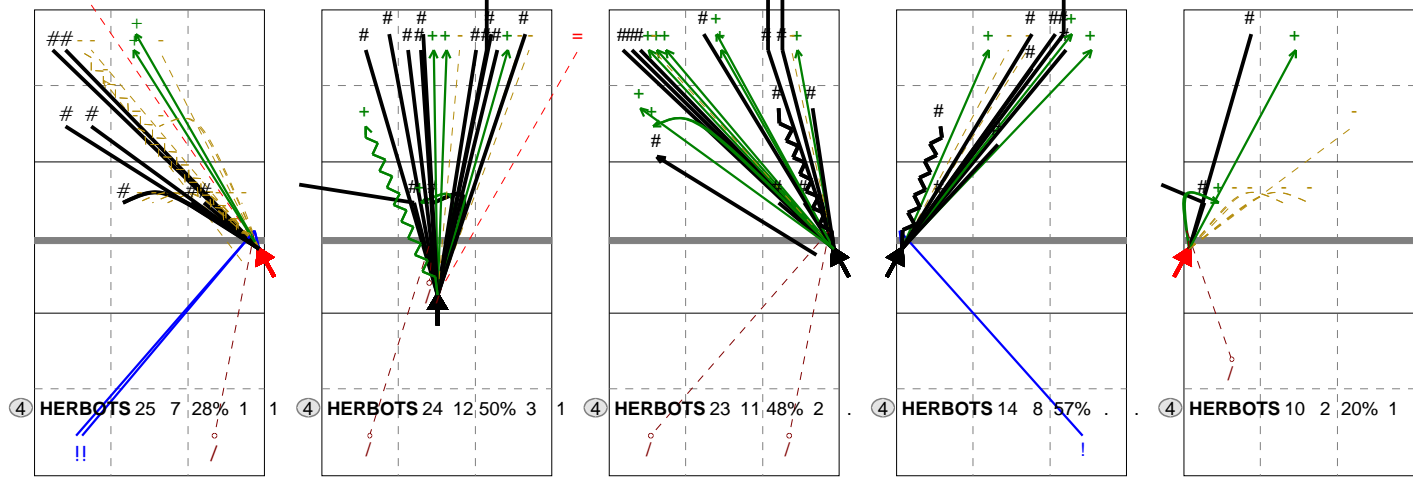 ④ HERBOTS 25 7 28% 1 1
④ HERBOTS 24 12 50% 3 1
④ HERBOTS 23 11 48% 2 .
④ HERBOTS 14 8 57% . .
④ HERBOTS 10 2 20% 1